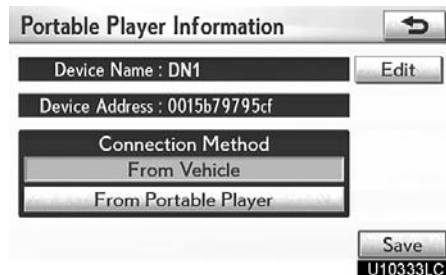 Portable Player Information
Device Name : DN1
Edit
Device Address : 0015b79795cf
Connection Method
From Vehicle
From Portable Player
Save
U10333LC